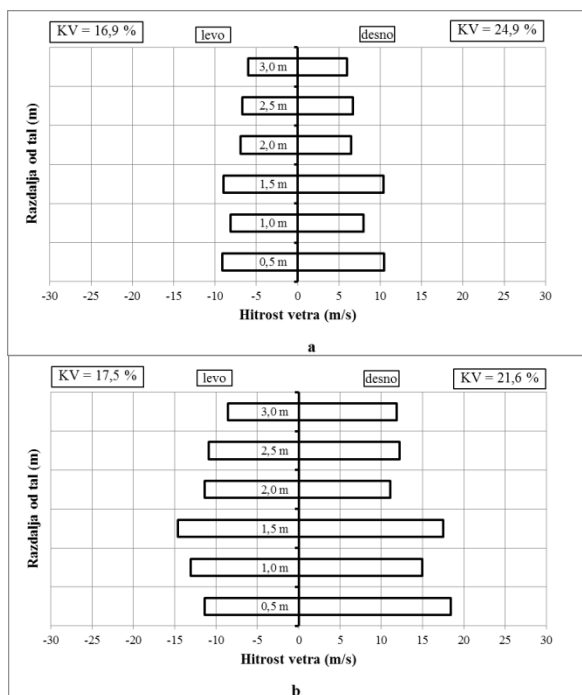 KV = 16,9 %
levo
desno
KV = 24,9 %
Razdalja od tal (m)
3,0 m
2,5 m
2,0 m
1,5 m
1,0 m
0,5 m
-30 -25 -20 -15 -10 -5 0 5 10 15 20 25 30
Hitrost vetra (m/s)
a
KV = 17,5 %
levo
desno
KV = 21,6 %
Razdalja od tal (m)
3,0 m
2,5 m
2,0 m
1,5 m
1,0 m
0,5 m
-30 -25 -20 -15 -10 -5 0 5 10 15 20 25 30
Hitrost vetra (m/s)
b